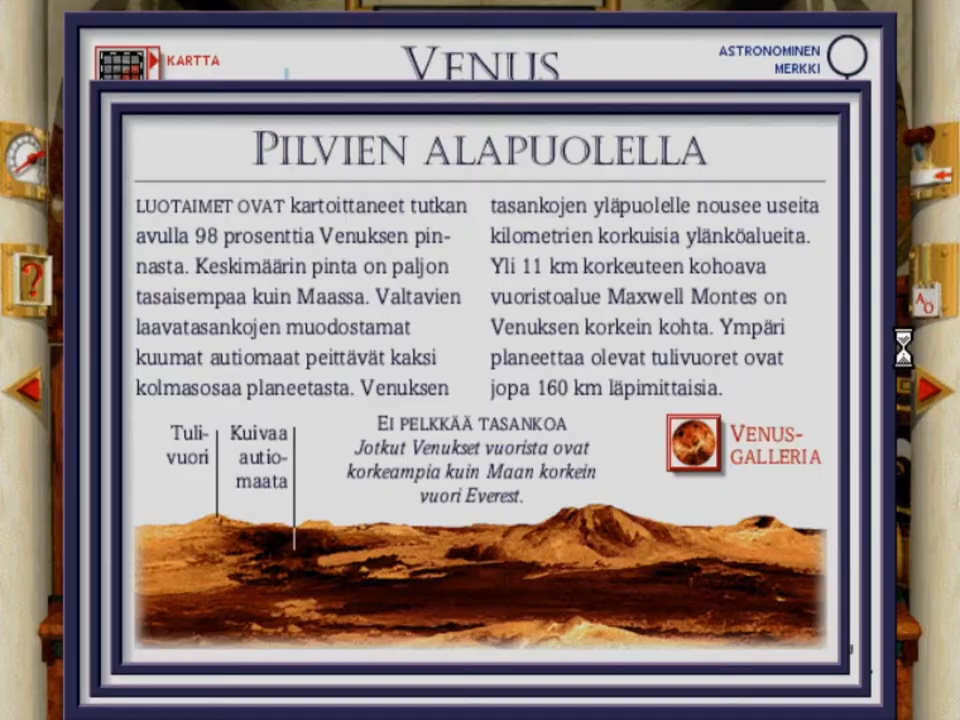 KARTTA
VENUS
ASTRONOMINEN
MERKKI
PILVIEN ALAPUOLELLA
LUOTAIMET OVAT kartoittaneet tutkan
avulla 98 prosenttia Venuksen pin-
nasta. Keskimäärin pinta on paljon
tasaisempaa kuin Maassa. Valtavien
laavatasankojen muodostamat
kuumat autiomaat peittävät kaksi
kolmasosaa planeetasta. Venuksen
tasankojen yläpuolelle nousee useita
kilometrien korkuisia ylänköalueita.
Yli 11 km korkeuteen kohoava
vuoristoalue Maxwell Montes on
Venuksen korkein kohta. Ympäri
planeettaa olevat tulivuoret ovat
jopa 160 km läpimittaisia.
Tuli-
vuori
Kuivaa
autio-
maata
EI PELKKÄÄ TASANKOA
Jotkut Venukset vuorista ovat
korkeampia kuin Maan korkein
vuori Everest.
VENUS-
GALLERIA
?
A
O